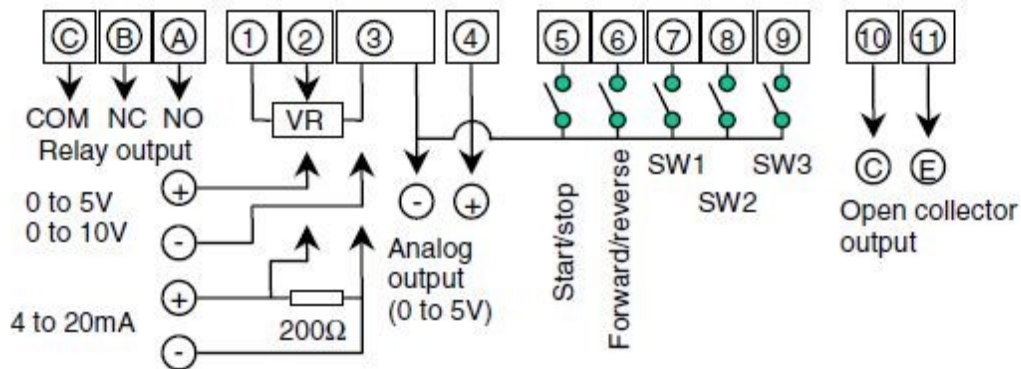 C B A 1 2 3 4 5 6 7 8 9 10 11
COM NC NO
Relay output
VR
0 to 5V
0 to 10V
+
-
4 to 20mA
+
-
200Ω
- +
Analog
output
(0 to 5V)
Start/stop
Forward/reverse
SW1
SW2
SW3
C E
Open collector
output